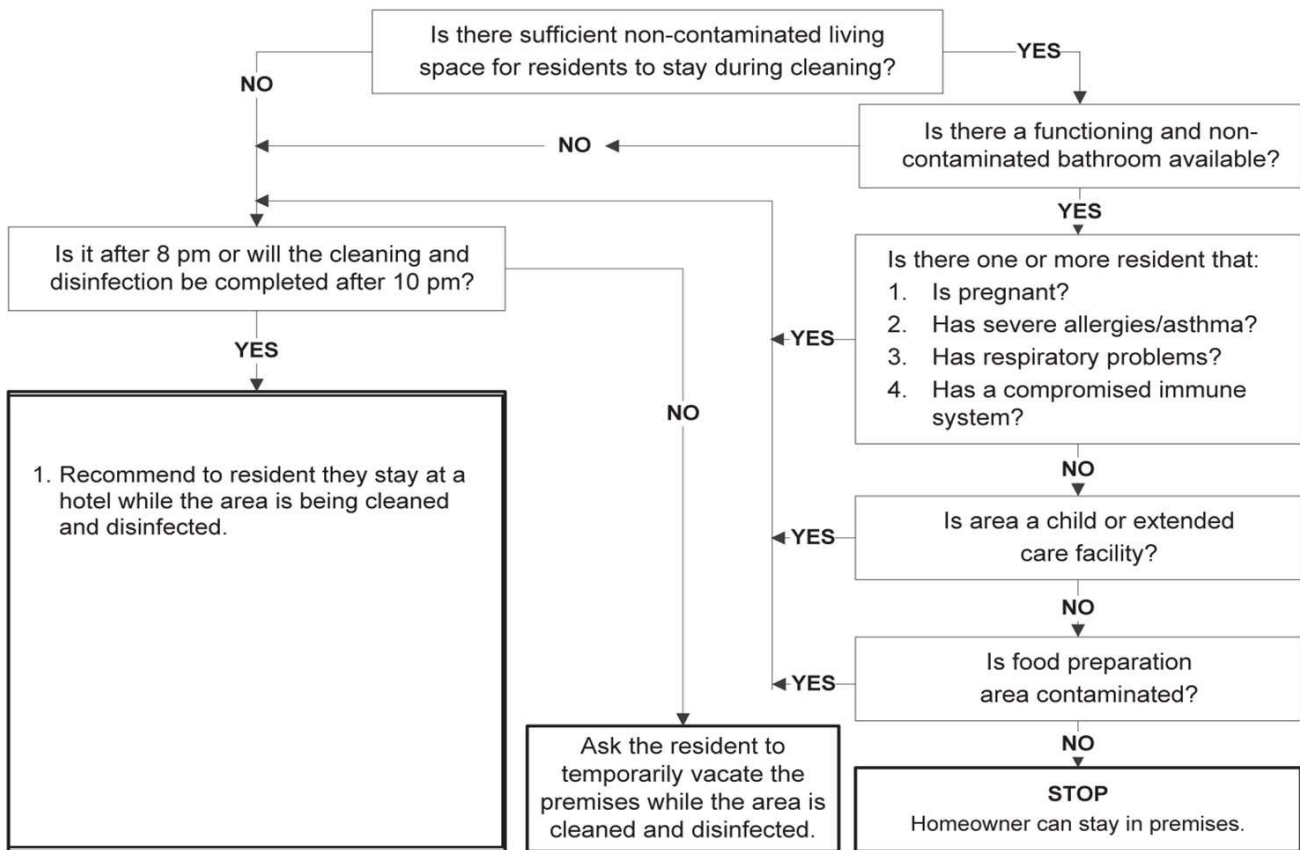 Is there sufficient non-contaminated living
space for residents to stay during cleaning?
YES
NO
Is there a functioning and non-
contaminated bathroom available?
NO
YES
Is it after 8 pm or will the cleaning and
disinfection be completed after 10 pm?
Is there one or more resident that:
1. Is pregnant?
2. Has severe allergies/asthma?
3. Has respiratory problems?
4. Has a compromised immune
system?
YES
YES
NO
1. Recommend to resident they stay at a
hotel while the area is being cleaned
and disinfected.
NO
Is area a child or extended
care facility?
YES
NO
Is food preparation
area contaminated?
YES
NO
Ask the resident to
temporarily vacate the
premises while the area is
cleaned and disinfected.
STOP
Homeowner can stay in premises.